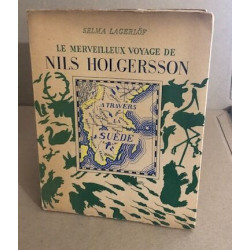 SELMA LAGERLÖF
LE MERVEILLEUX VOYAGE DE
NILS HOLGERSSON
A TRAVERS
LA
SUÈDE